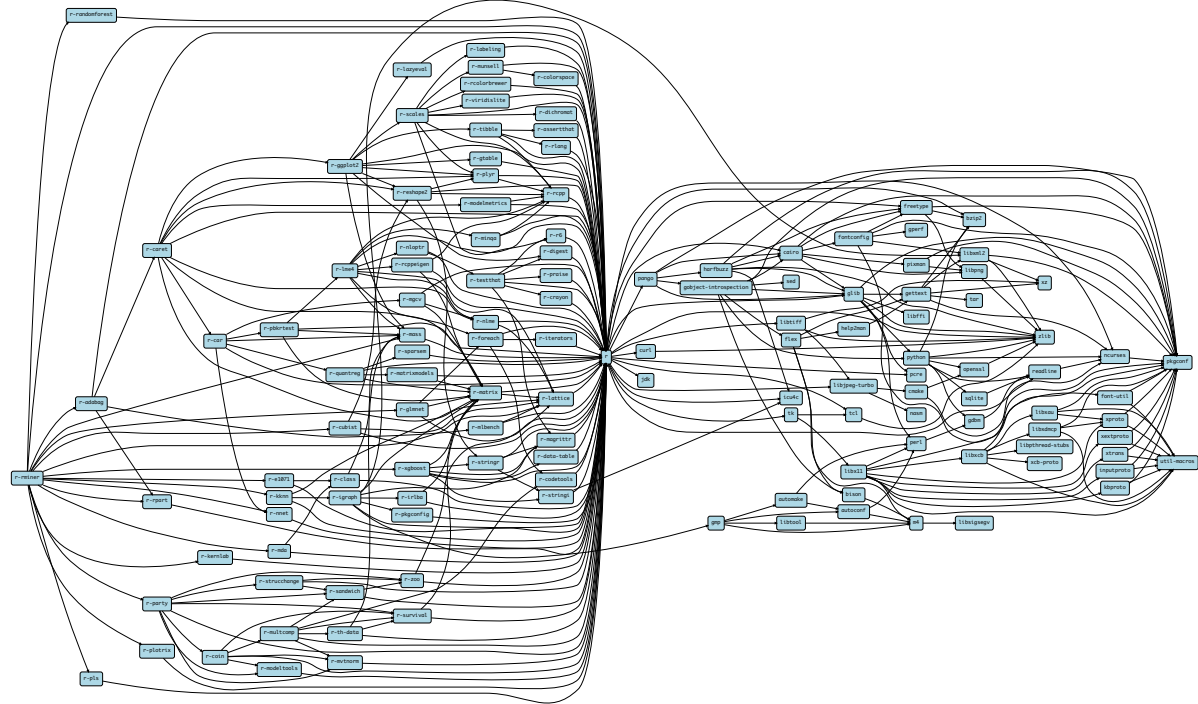 r-randomforest
r-labeling
r-munsell
r-lazyeval
r-colorspace
r-rcolorbrewer
r-viridislite
r-scales
r-dichromat
r-tibble
r-assertthat
r-rlang
r-gtable
r-ggplot2
r-plyr
r-reshape2
r-rcpp
r-modelmetrics
r-minqa
r-r6
r-caret
r-nloptr
r-digest
r-rcppeigen
r-lme4
r-testthat
r-praise
r-mgcv
r-crayon
r-nlme
r-pbkrtest
r-car
r-mass
r-foreach
r-iterators
r-sparsem
r
r-quantreg
r-matrixmodels
r-matrix
r-lattice
r-adabag
r-glmnet
r-cubist
r-mlbench
r-magrittr
r-data-table
r-stringr
r-xgboost
r-rminer
r-e1071
r-class
r-codetools
r-kknn
r-igraph
r-irlba
r-stringi
r-rpart
r-nnet
r-pkgconfig
r-mda
r-kernlab
r-strucchange
r-zoo
r-sandwich
r-party
r-survival
r-multcomp
r-th-data
r-plotrix
r-coin
r-mvtnorm
r-modeltools
r-pls
freetype
bzip2
gperf
fontconfig
cairo
libxml2
pixman
libpng
harfbuzz
pango
gobject-introspection
sed
xz
glib
gettext
tar
libffi
libtiff
help2man
flex
zlib
curl
python
ncurses
pkgconf
pcre
openssl
readline
jdk
libjpeg-turbo
cmake
icu4c
sqlite
font-util
tk
tcl
nasm
gdbm
libxau
xproto
libxdmcp
xextproto
perl
libpthread-stubs
xtrans
libxcb
xcb-proto
util-macros
libx11
inputproto
kbproto
bison
automake
autoconf
gmp
libtool
m4
libsigsegv